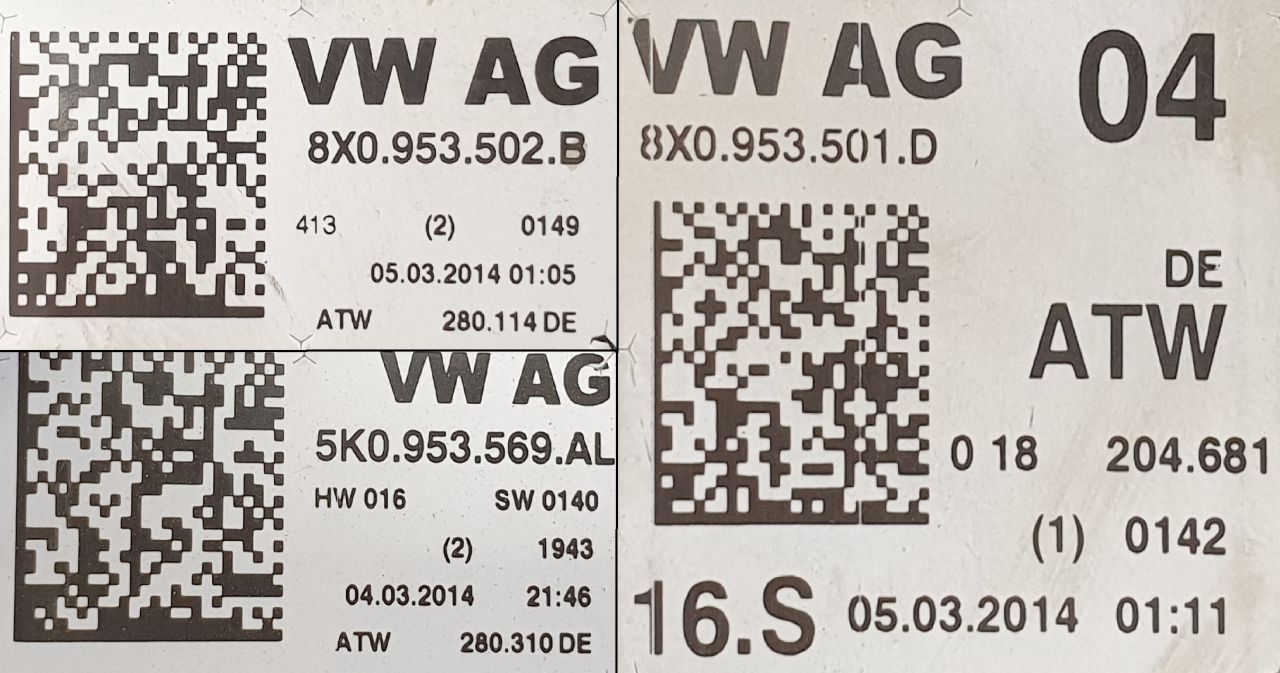 VW AG
8X0.953.502.B
413 (2) 0149
05.03.2014 01:05
ATW 280.114 DE
VW AG
5K0.953.569.AL
HW 016 SW 0140
(2) 1943
04.03.2014 21:46
ATW 280.310 DE
VW AG 04
8X0.953.501.D
DE
ATW
0 18 204.681
(1) 0142
16.S 05.03.2014 01:11